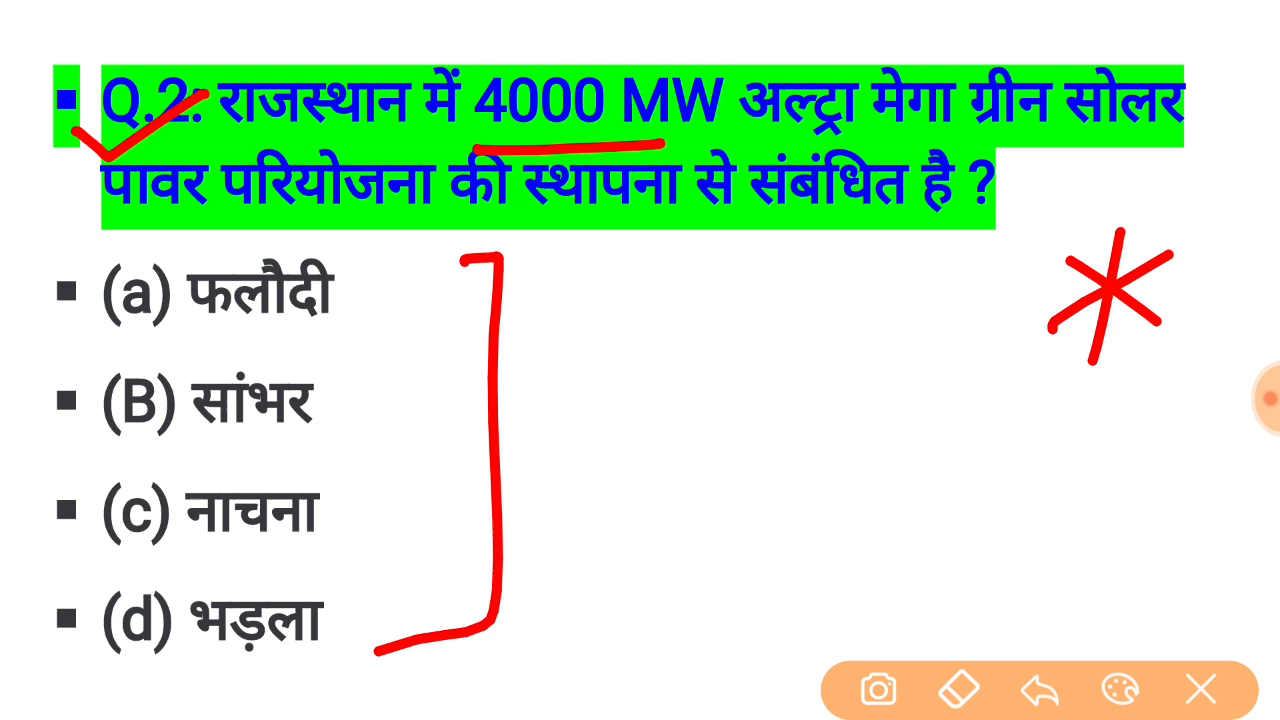 Q.2: राजस्थान में 4000 MW अल्ट्रा मेगा ग्रीन सोलर
पावर परियोजना की स्थापना से संबंधित है ?
(a) फलौदी
(B) सांभर
(c) नाचना
(d) भड़ला